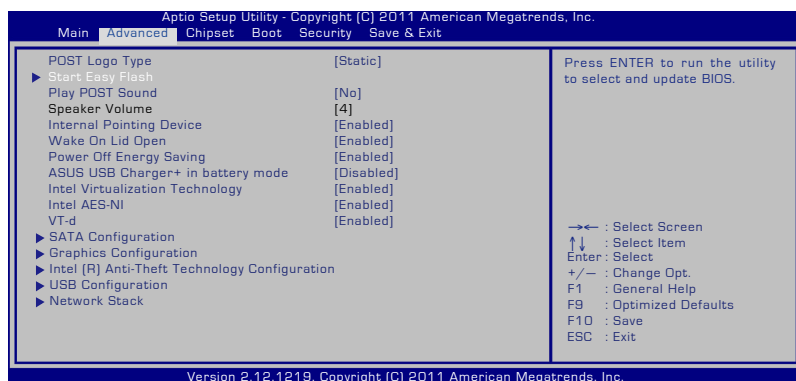 Aptio Setup Utility - Copyright (C) 2011 American Megatrends, Inc.
Main Advanced Chipset Boot Security Save & Exit
POST Logo Type [Static]
Start Easy Flash
Play POST Sound [No]
Speaker Volume [4]
Internal Pointing Device [Enabled]
Wake On Lid Open [Enabled]
Power Off Energy Saving [Enabled]
ASUS USB Charger+ in battery mode [Disabled]
Intel Virtualization Technology [Enabled]
Intel AES-NI [Enabled]
VT-d [Enabled]
SATA Configuration
Graphics Configuration
Intel (R) Anti-Theft Technology Configuration
USB Configuration
Network Stack
Press ENTER to run the utility
to select and update BIOS.
→← : Select Screen
↑↓ : Select Item
Enter : Select
+/− : Change Opt.
F1 : General Help
F9 : Optimized Defaults
F10 : Save
ESC : Exit
Version 2.12.1219. Copyright (C) 2011 American Megatrends, Inc.